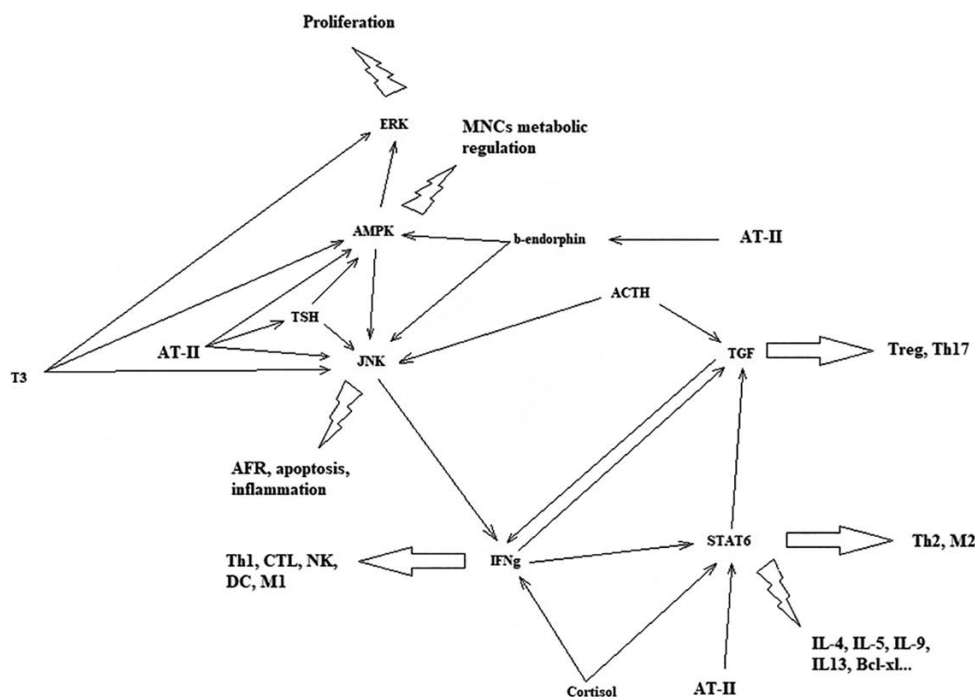 Proliferation
ERK
MNCs metabolic
regulation
AMPK
b-endorphin
AT-II
ACTH
TSH
AT-II
JNK
TGF
Treg, Th17
T3
AFR, apoptosis,
inflammation
Th1, CTL, NK,
DC, M1
IFNg
STAT6
Th2, M2
IL-4, IL-5, IL-9,
IL13, Bcl-xl...
Cortisol
AT-II